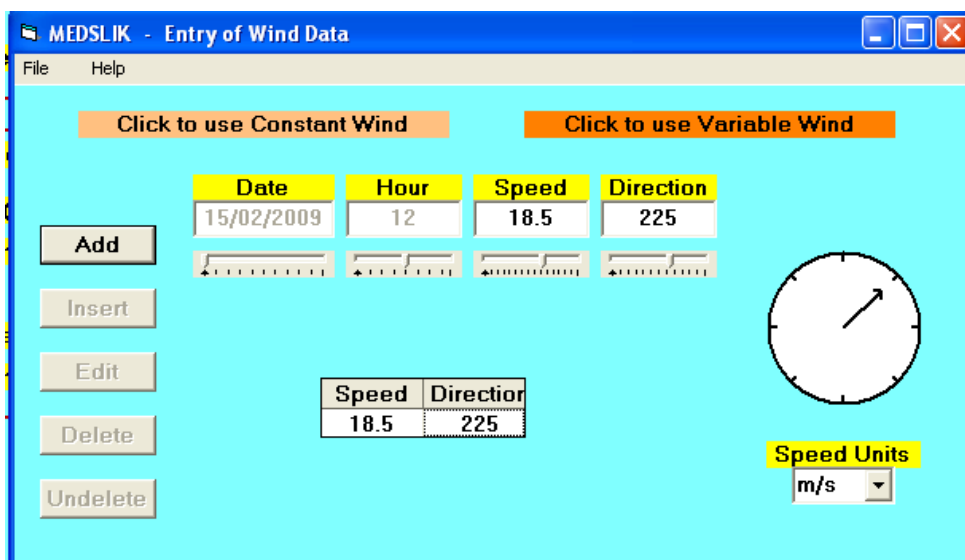 MEDSLIK - Entry of Wind Data
File Help
Click to use Constant Wind Click to use Variable Wind
Date Hour Speed Direction
15/02/2009 12 18.5 225
Add
Insert
Edit
Speed Direction
18.5 225
Delete
Speed Units
m/s
Undelete